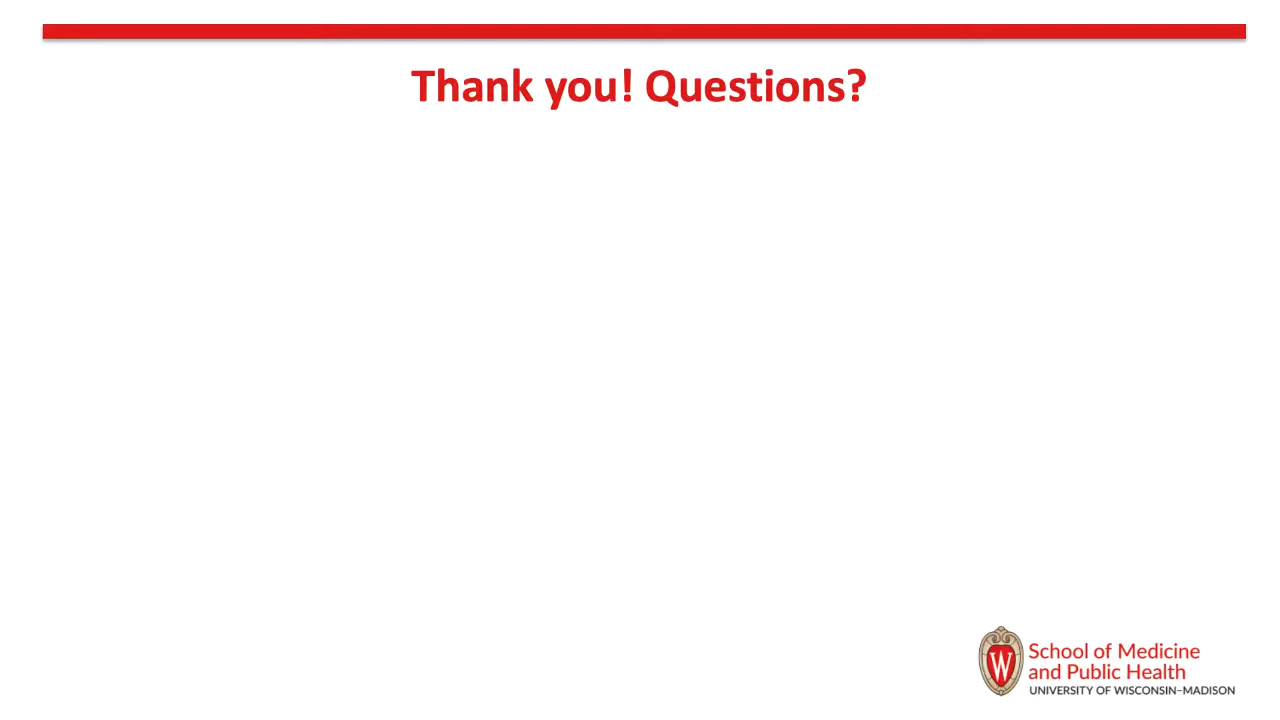 Thank you! Questions?
W
School of Medicine
and Public Health
UNIVERSITY OF WISCONSIN–MADISON